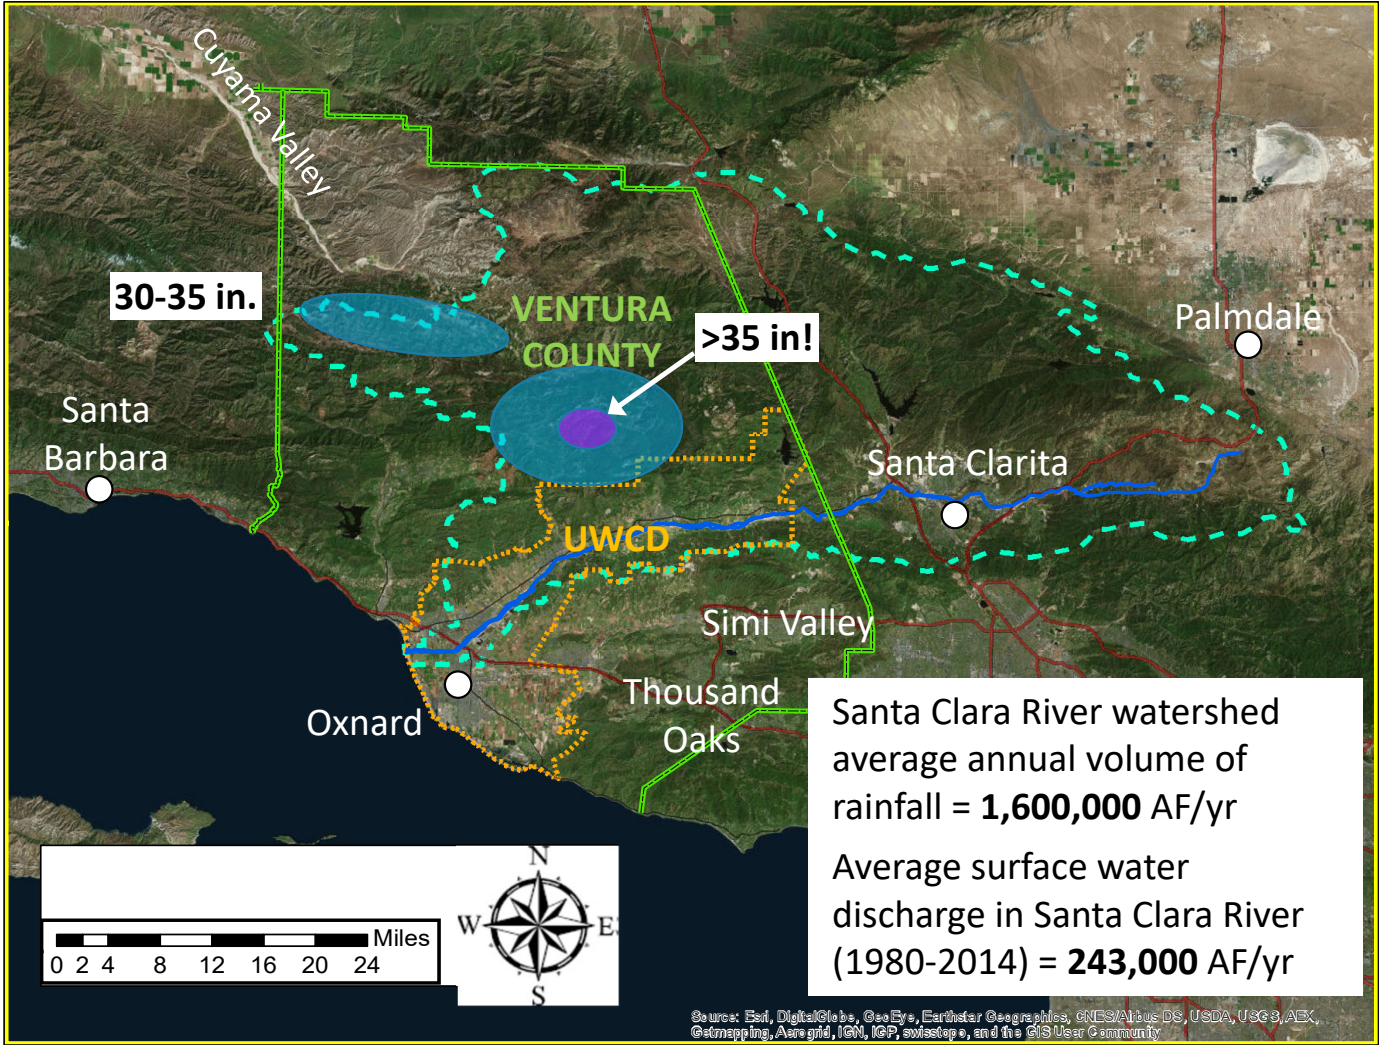 Cuyama Valley
30-35 in.
VENTURA
COUNTY
>35 in!
Palmdale
Santa
Barbara
Santa Clarita
UWCD
Simi Valley
Thousand
Oaks
Oxnard
Santa Clara River watershed
average annual volume of
rainfall = 1,600,000 AF/yr
Average surface water
discharge in Santa Clara River
(1980-2014) = 243,000 AF/yr
N
W E
S
Miles
0 2 4 8 12 16 20 24
Source: Esri, DigitalGlobe, GeoEye, Earthstar Geographics, CNES/Airbus DS, USDA, USGS, AEX,
Getmapping, Aerogrid, IGN, IGP, swisstopo, and the GIS User Community